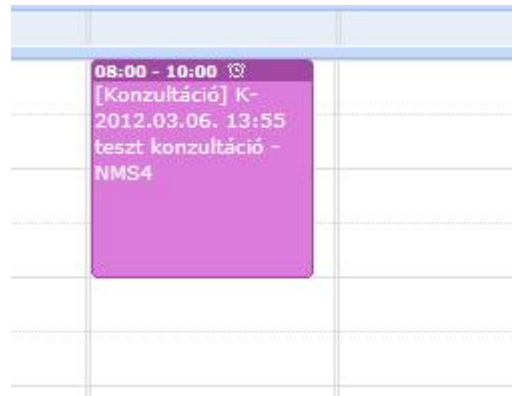 08:00 - 10:00
[Konzultáció] K-
2012.03.06. 13:55
teszt konzultáció -
NMS4